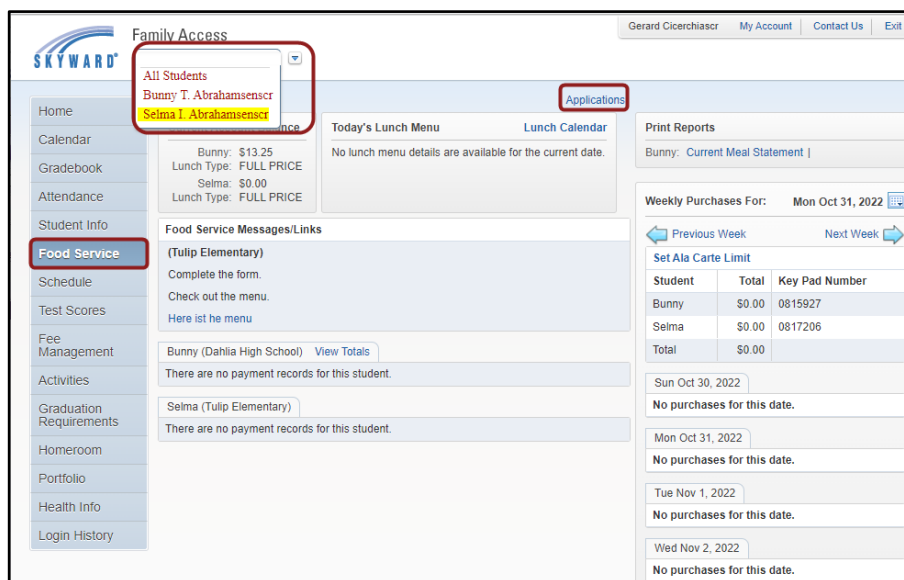 Gerard Cicerchiascr My Account Contact Us Exit
SKYWARD®
Family Access
All Students
Bunny T. Abrahamsenscr
Selma I. Abrahamsenscr
Applications
Home
Calendar
Gradebook
Attendance
Student Info
Food Service
Schedule
Test Scores
Fee
Management
Activities
Graduation
Requirements
Homeroom
Portfolio
Health Info
Login History
Bunny: $13.25
Lunch Type: FULL PRICE
Selma: $0.00
Lunch Type: FULL PRICE
Today's Lunch Menu Lunch Calendar
No lunch menu details are available for the current date.
Food Service Messages/Links
(Tulip Elementary)
Complete the form.
Check out the menu.
Here ist he menu
Bunny (Dahlia High School) View Totals
There are no payment records for this student.
Selma (Tulip Elementary)
There are no payment records for this student.
Print Reports
Bunny: Current Meal Statement |
Weekly Purchases For: Mon Oct 31, 2022
Previous Week Next Week
Set Ala Carte Limit
Student Total Key Pad Number
Bunny $0.00 0815927
Selma $0.00 0817206
Total $0.00
Sun Oct 30, 2022
No purchases for this date.
Mon Oct 31, 2022
No purchases for this date.
Tue Nov 1, 2022
No purchases for this date.
Wed Nov 2, 2022
No purchases for this date.